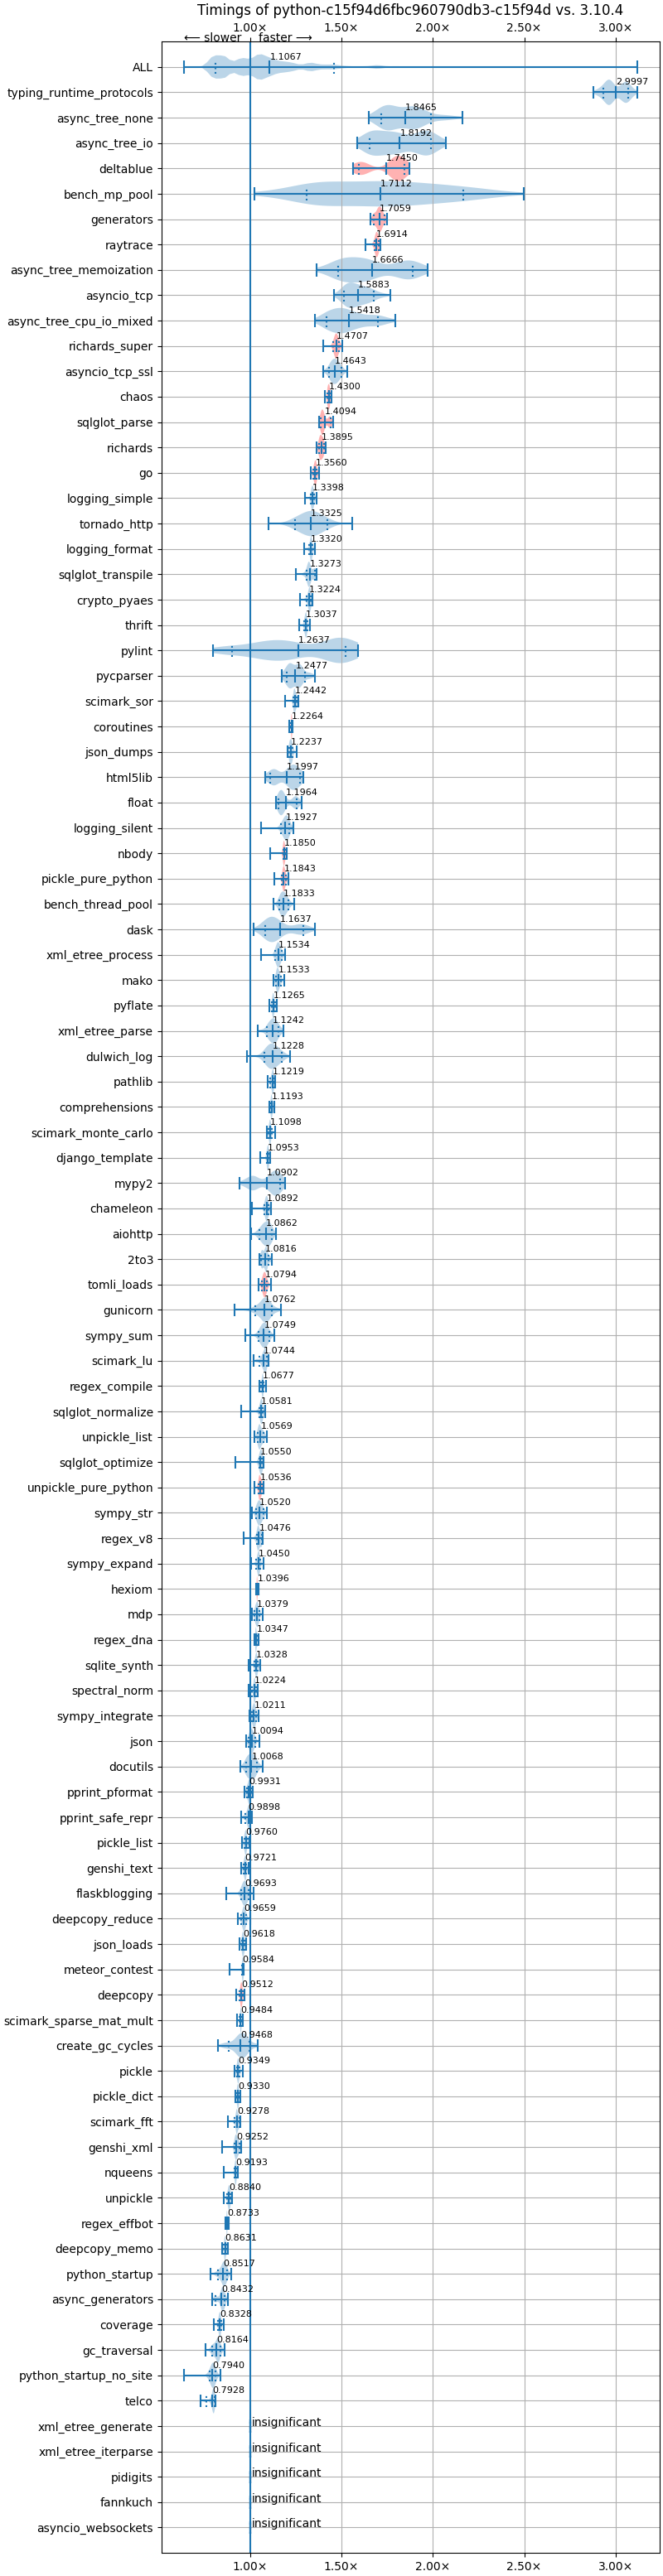 Timings of python-c15f94d6fbc960790db3-c15f94d vs. 3.10.4
1.00× 1.50× 2.00× 2.50× 3.00×
⟵ slower faster ⟶
ALL 1.1067
typing_runtime_protocols 2.9997
async_tree_none 1.8465
async_tree_io 1.8192
deltablue 1.7450
bench_mp_pool 1.7112
generators 1.7059
raytrace 1.6914
async_tree_memoization 1.6666
asyncio_tcp 1.5883
async_tree_cpu_io_mixed 1.5418
richards_super 1.4707
asyncio_tcp_ssl 1.4643
chaos 1.4300
sqlglot_parse 1.4094
richards 1.3895
go 1.3560
logging_simple 1.3398
tornado_http 1.3325
logging_format 1.3320
sqlglot_transpile 1.3273
crypto_pyaes 1.3224
thrift 1.3037
pylint 1.2637
pycparser 1.2477
scimark_sor 1.2442
coroutines 1.2264
json_dumps 1.2237
html5lib 1.1997
float 1.1964
logging_silent 1.1927
nbody 1.1850
pickle_pure_python 1.1843
bench_thread_pool 1.1833
dask 1.1637
xml_etree_process 1.1534
mako 1.1533
pyflate 1.1265
xml_etree_parse 1.1242
dulwich_log 1.1228
pathlib 1.1219
comprehensions 1.1193
scimark_monte_carlo 1.1098
django_template 1.0953
mypy2 1.0902
chameleon 1.0892
aiohttp 1.0862
2to3 1.0816
tomli_loads 1.0794
gunicorn 1.0762
sympy_sum 1.0749
scimark_lu 1.0744
regex_compile 1.0677
sqlglot_normalize 1.0581
unpickle_list 1.0569
sqlglot_optimize 1.0550
unpickle_pure_python 1.0536
sympy_str 1.0520
regex_v8 1.0476
sympy_expand 1.0450
hexiom 1.0396
mdp 1.0379
regex_dna 1.0347
sqlite_synth 1.0328
spectral_norm 1.0224
sympy_integrate 1.0211
json 1.0094
docutils 1.0068
pprint_pformat 0.9931
pprint_safe_repr 0.9898
pickle_list 0.9760
genshi_text 0.9721
flaskblogging 0.9693
deepcopy_reduce 0.9659
json_loads 0.9618
meteor_contest 0.9584
deepcopy 0.9512
scimark_sparse_mat_mult 0.9484
create_gc_cycles 0.9468
pickle 0.9349
pickle_dict 0.9330
scimark_fft 0.9278
genshi_xml 0.9252
nqueens 0.9193
unpickle 0.8840
regex_effbot 0.8733
deepcopy_memo 0.8631
python_startup 0.8517
async_generators 0.8432
coverage 0.8328
gc_traversal 0.8164
python_startup_no_site 0.7940
telco 0.7928
xml_etree_generate insignificant
xml_etree_iterparse insignificant
pidigits insignificant
fannkuch insignificant
asyncio_websockets insignificant
1.00× 1.50× 2.00× 2.50× 3.00×